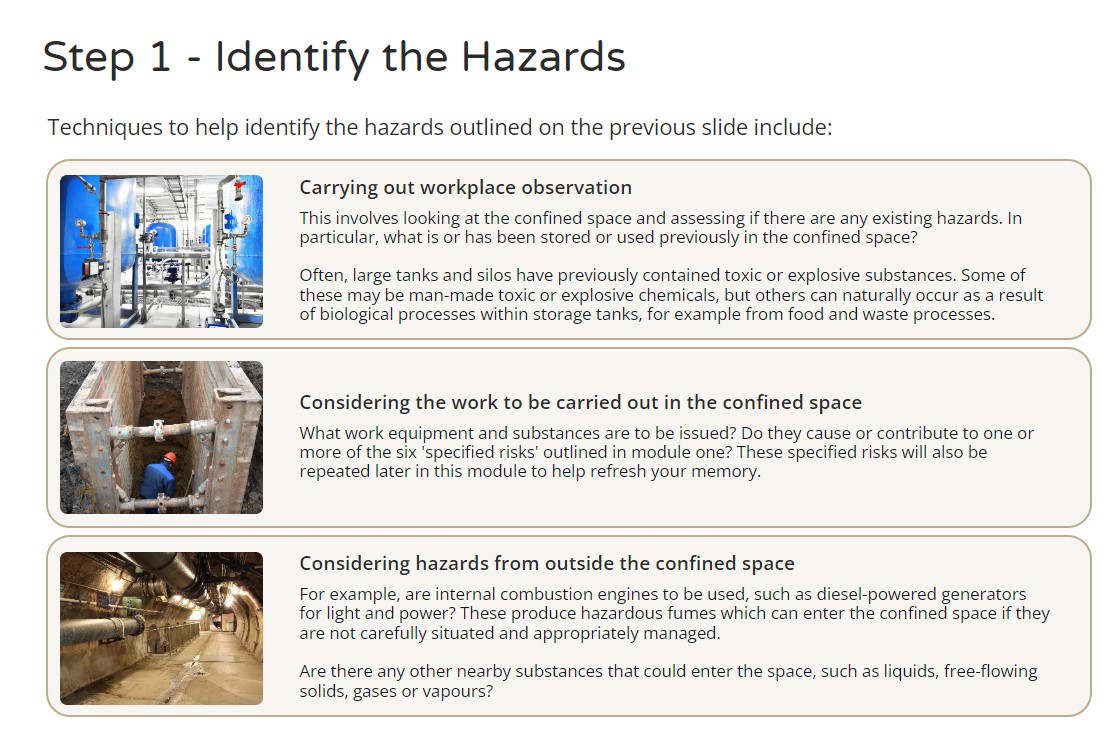 Step 1 - Identify the Hazards
Techniques to help identify the hazards outlined on the previous slide include:
Carrying out workplace observation
This involves looking at the confined space and assessing if there are any existing hazards. In
particular, what is or has been stored or used previously in the confined space?
Often, large tanks and silos have previously contained toxic or explosive substances. Some of
these may be man-made toxic or explosive chemicals, but others can naturally occur as a result
of biological processes within storage tanks, for example from food and waste processes.
Considering the work to be carried out in the confined space
What work equipment and substances are to be issued? Do they cause or contribute to one or
more of the six 'specified risks' outlined in module one? These specified risks will also be
repeated later in this module to help refresh your memory.
Considering hazards from outside the confined space
For example, are internal combustion engines to be used, such as diesel-powered generators
for light and power? These produce hazardous fumes which can enter the confined space if they
are not carefully situated and appropriately managed.
Are there any other nearby substances that could enter the space, such as liquids, free-flowing
solids, gases or vapours?